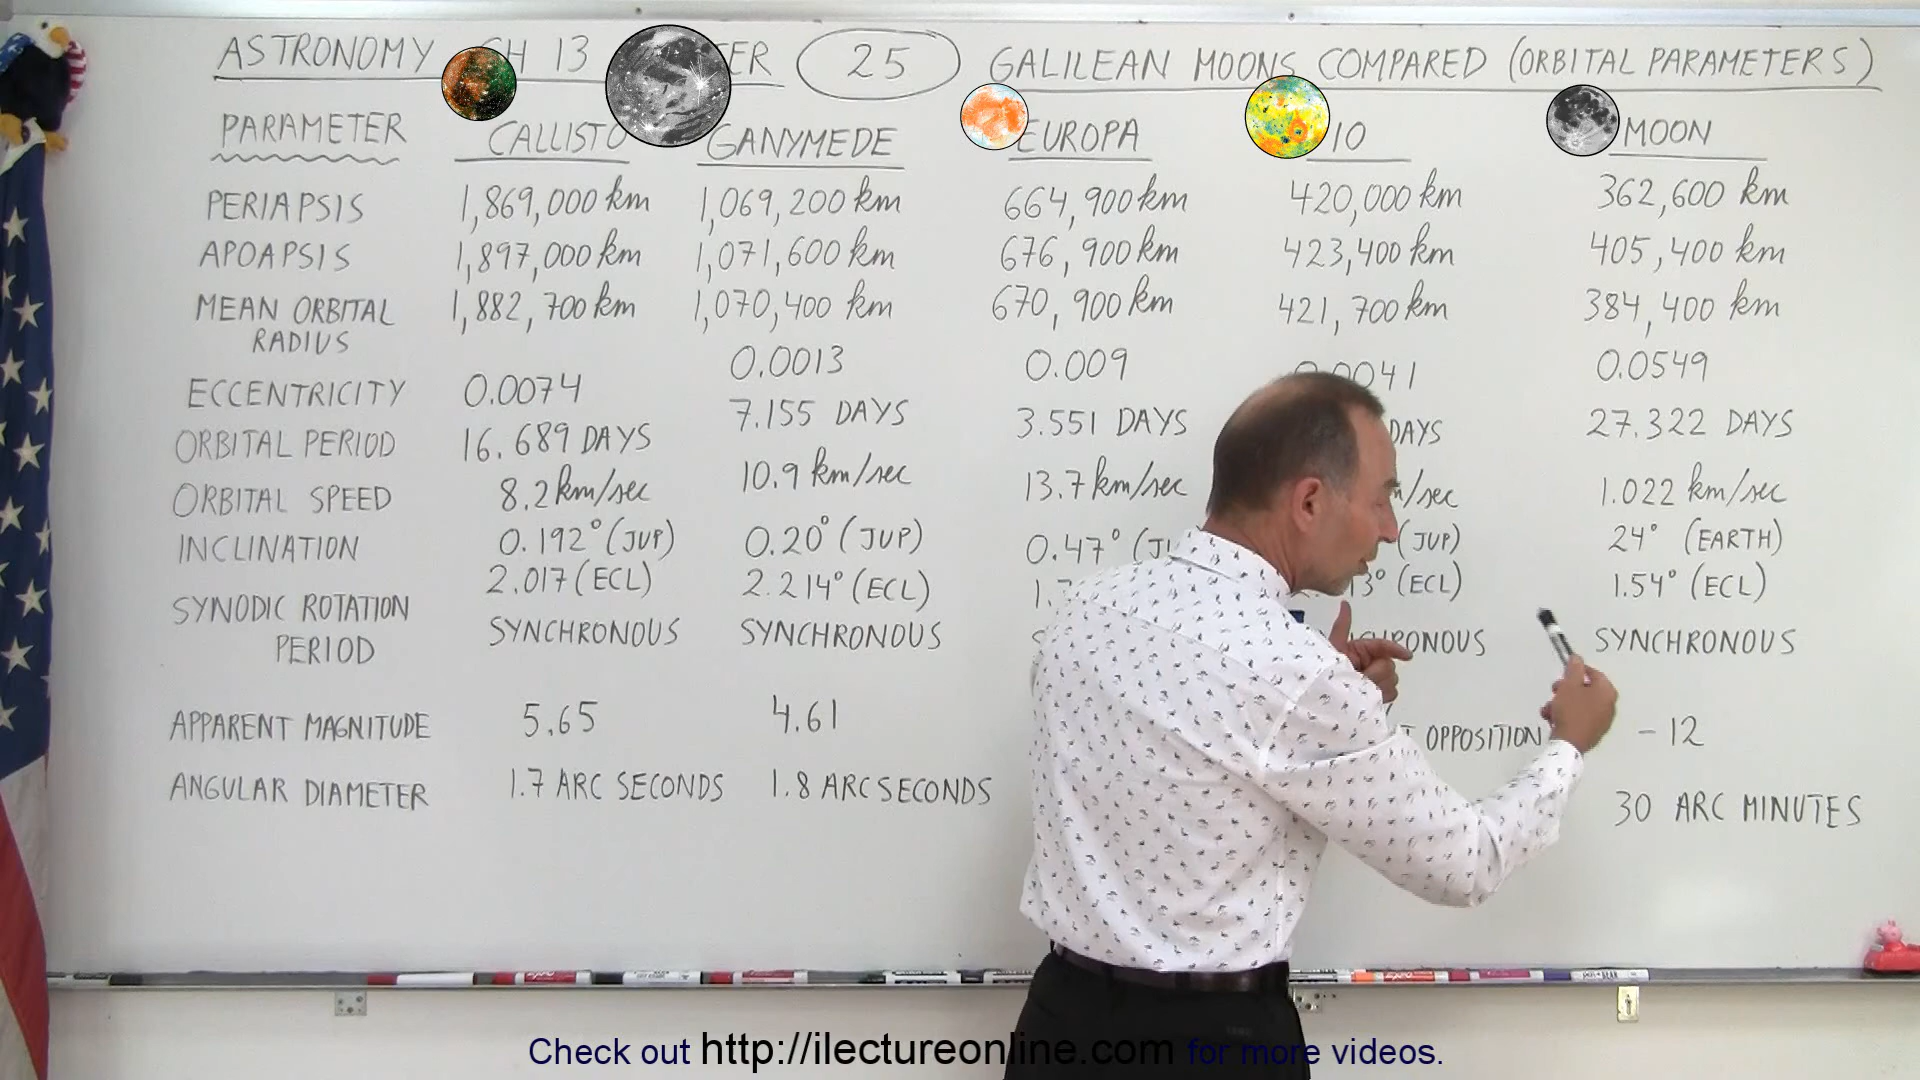 ASTRONOMY CH 13 25 GALILEAN MOONS COMPARED (ORBITAL PARAMETERS)
PARAMETER CALLISTO GANYMEDE EUROPA IO MOON
PERIAPSIS 1,869,000 km 1,069,200 km 664,900 km 420,000 km 362,600 km
APOAPSIS 1,897,000 km 1,071,600 km 676,900 km 423,400 km 405,400 km
MEAN ORBITAL 1,882,700 km 1,070,400 km 670,900 km 421,700 km 384,400 km
RADIUS
ECCENTRICITY 0.0074 0.0013 0.009 0.0041 0.0549
ORBITAL PERIOD 16.689 DAYS 7.155 DAYS 3.551 DAYS DAYS 27.322 DAYS
ORBITAL SPEED 8.2 km/sec 10.9 km/sec 13.7 km/sec 1.022 km/sec
INCLINATION 0.192° (JUP) 0.20° (JUP) 0.47° (JUP) 24° (EARTH)
2.017 (ECL) 2.214° (ECL) (ECL) 1.54° (ECL)
SYNODIC ROTATION SYNCHRONOUS SYNCHRONOUS SYNCHRONOUS
PERIOD
APPARENT MAGNITUDE 5.65 4.61 OPPOSITION -12
ANGULAR DIAMETER 1.7 ARC SECONDS 1.8 ARC SECONDS 30 ARC MINUTES
Check out http://ilectureonline.com for more videos.